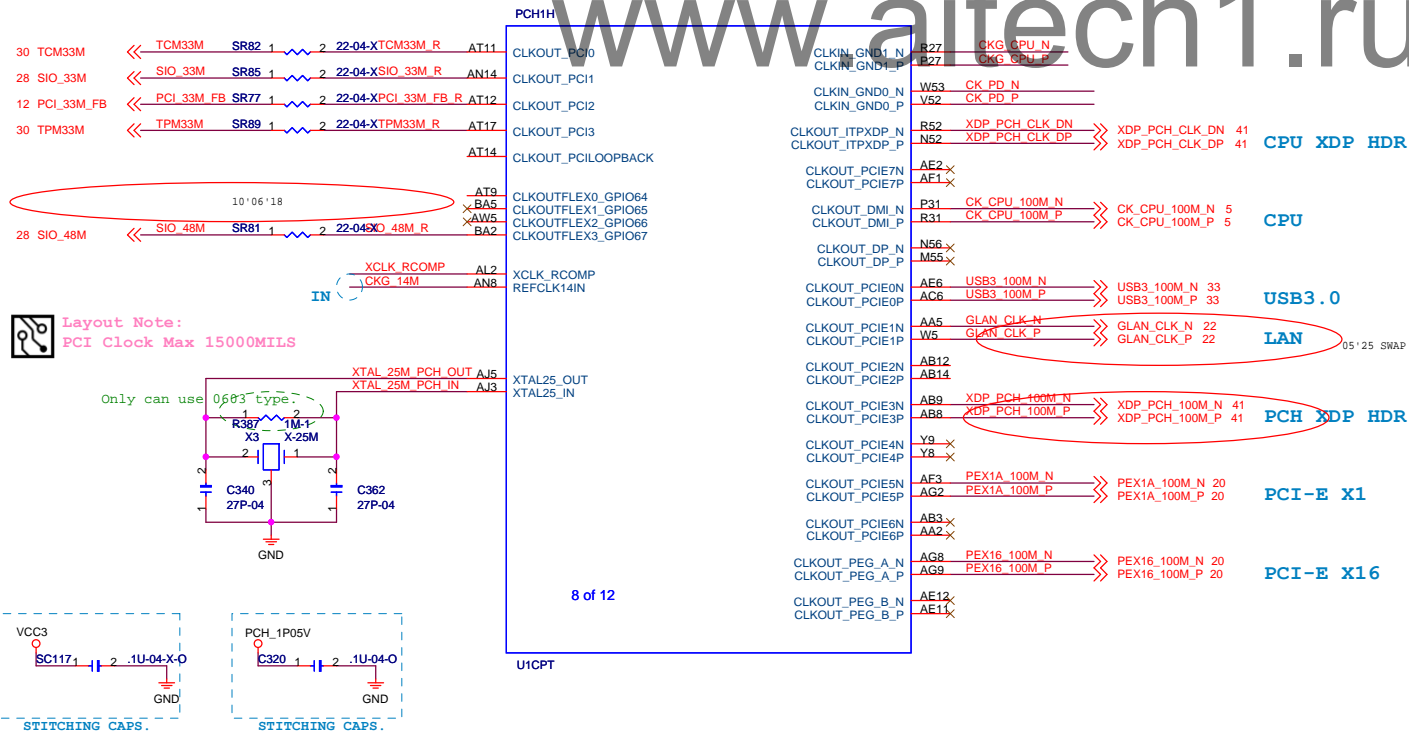 www.aitech1.ru
PCH1H
30 TCM33M TCM33M SR82 1 2 22-04-X TCM33M_R AT11 CLKOUT_PCI0
28 SIO_33M SIO_33M SR85 1 2 22-04-X SIO_33M_R AN14 CLKOUT_PCI1
12 PCI_33M_FB PCI_33M_FB SR77 1 2 22-04-X PCI_33M_FB_R AT12 CLKOUT_PCI2
30 TPM33M TPM33M SR89 1 2 22-04-X TPM33M_R AT17 CLKOUT_PCI3
AT14 CLKOUT_PCILOOPBACK
AT9 CLKOUTFLEX0_GPIO64
10'06'18 BA5 CLKOUTFLEX1_GPIO65
AW5 CLKOUTFLEX2_GPIO66
28 SIO_48M SIO_48M SR81 1 2 22-04-X SIO_48M_R BA2 CLKOUTFLEX3_GPIO67
XCLK_RCOMP AL2 XCLK_RCOMP
IN CKG_14M AN8 REFCLK14IN
Layout Note:
PCI Clock Max 15000MILS
XTAL_25M_PCH_OUT AJ5 XTAL25_OUT
XTAL_25M_PCH_IN AJ3 XTAL25_IN
Only can use 0603 type.
1 2
R387 1M-1
X3 X-25M
2 1
3
2 C340 1 27P-04
2 C362 1 27P-04
GND
CLKIN_GND1_N R27 CKG_CPU_N
CLKIN_GND1_P P27 CKG_CPU_P
CLKIN_GND0_N W53 CK_PD_N
CLKIN_GND0_P V52 CK_PD_P
CLKOUT_ITPXDP_N R52 XDP_PCH_CLK_DN XDP_PCH_CLK_DN 41
CLKOUT_ITPXDP_P N52 XDP_PCH_CLK_DP XDP_PCH_CLK_DP 41
CPU XDP HDR
CLKOUT_PCIE7N AE2
CLKOUT_PCIE7P AF1
CLKOUT_DMI_N P31 CK_CPU_100M_N CK_CPU_100M_N 5
CLKOUT_DMI_P R31 CK_CPU_100M_P CK_CPU_100M_P 5
CPU
CLKOUT_DP_N N56
CLKOUT_DP_P M55
CLKOUT_PCIE0N AE6 USB3_100M_N USB3_100M_N 33
CLKOUT_PCIE0P AC6 USB3_100M_P USB3_100M_P 33
USB3.0
CLKOUT_PCIE1N AA5 GLAN_CLK_N GLAN_CLK_N 22
CLKOUT_PCIE1P W5 GLAN_CLK_P GLAN_CLK_P 22
LAN
05'25 SWAP
CLKOUT_PCIE2N AB12
CLKOUT_PCIE2P AB14
CLKOUT_PCIE3N AB9 XDP_PCH_100M_N XDP_PCH_100M_N 41
CLKOUT_PCIE3P AB8 XDP_PCH_100M_P XDP_PCH_100M_P 41
PCH XDP HDR
CLKOUT_PCIE4N Y9
CLKOUT_PCIE4P Y8
CLKOUT_PCIE5N AF3 PEX1A_100M_N PEX1A_100M_N 20
CLKOUT_PCIE5P AG2 PEX1A_100M_P PEX1A_100M_P 20
PCI-E X1
CLKOUT_PCIE6N AB3
CLKOUT_PCIE6P AA2
CLKOUT_PEG_A_N AG8 PEX16_100M_N PEX16_100M_N 20
CLKOUT_PEG_A_P AG9 PEX16_100M_P PEX16_100M_P 20
PCI-E X16
CLKOUT_PEG_B_N AE12
CLKOUT_PEG_B_P AE11
8 of 12
U1CPT
VCC3
SC117 1 2 .1U-04-X-O
GND
STITCHING CAPS.
PCH_1P05V
C320 1 2 .1U-04-O
GND
STITCHING CAPS.